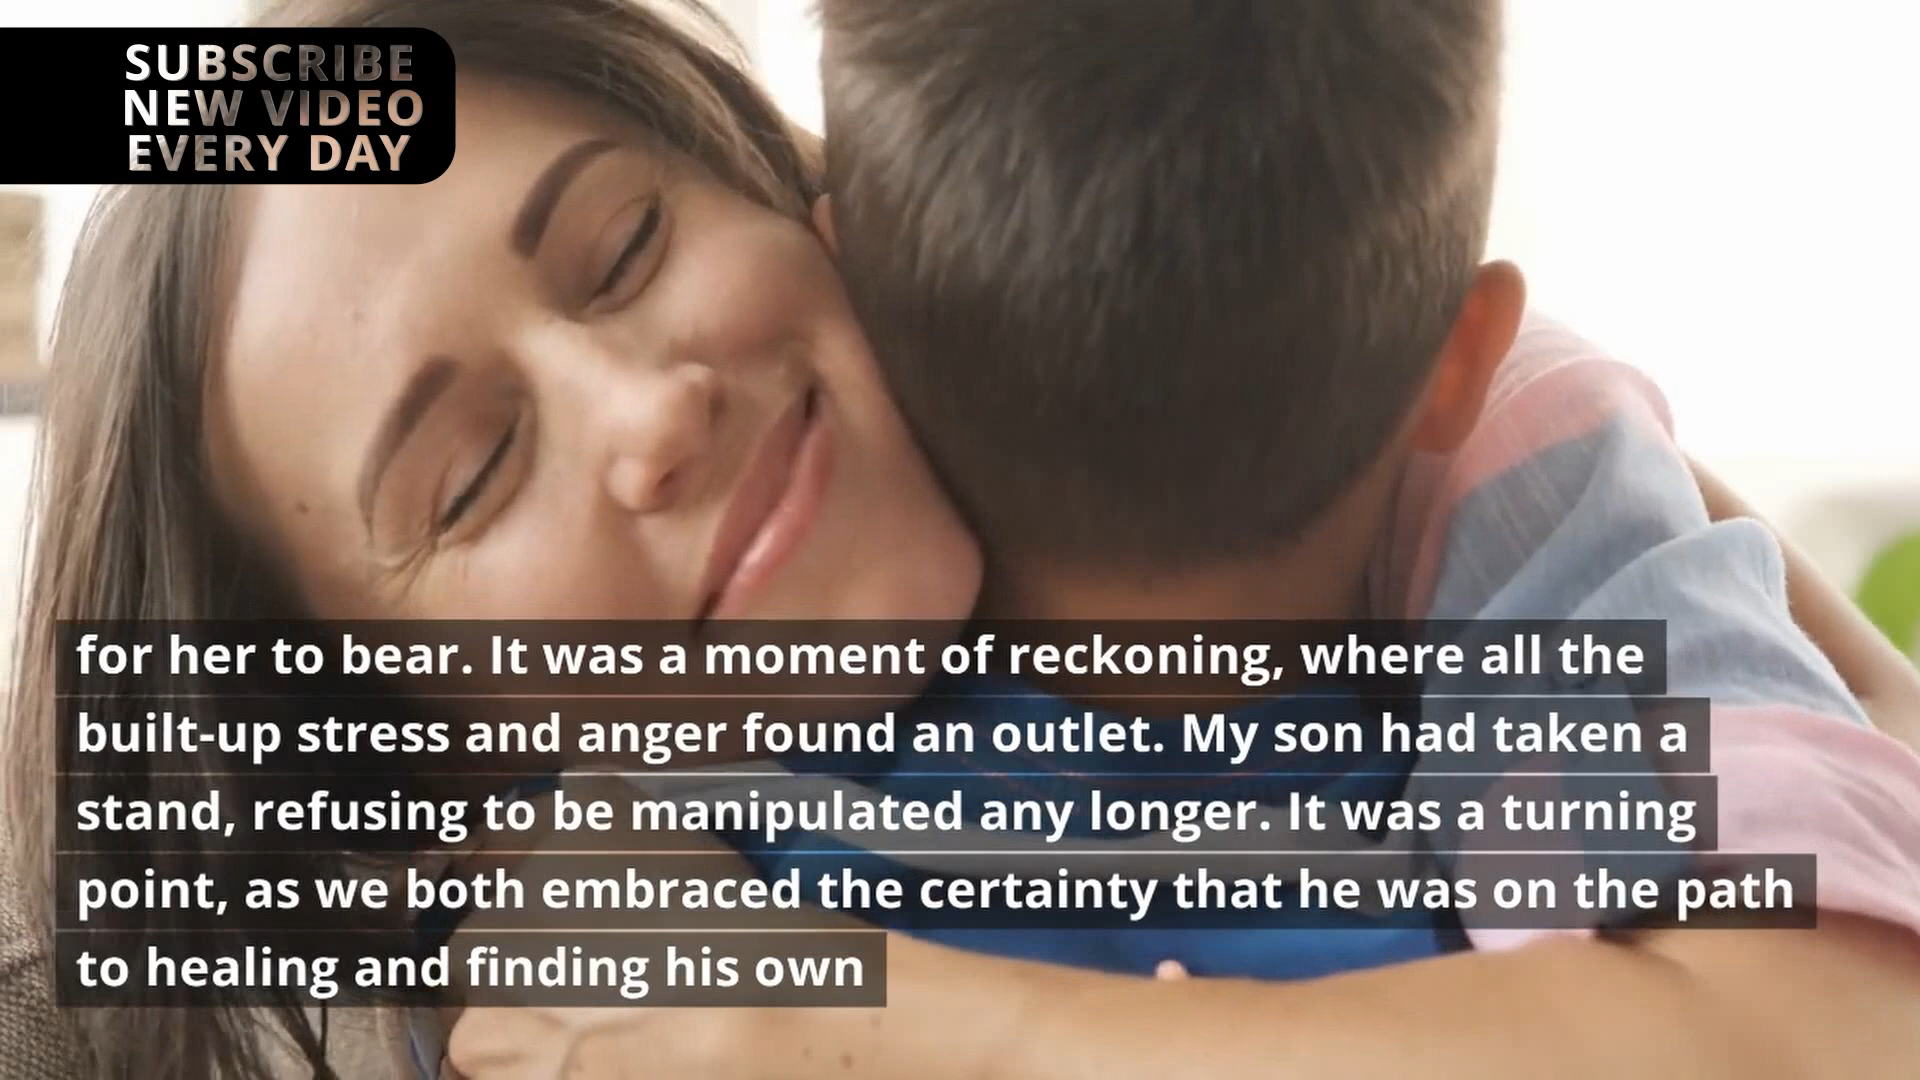 SUBSCRIBE
NEW VIDEO
EVERY DAY
for her to bear. It was a moment of reckoning, where all the
built-up stress and anger found an outlet. My son had taken a
stand, refusing to be manipulated any longer. It was a turning
point, as we both embraced the certainty that he was on the path
to healing and finding his own